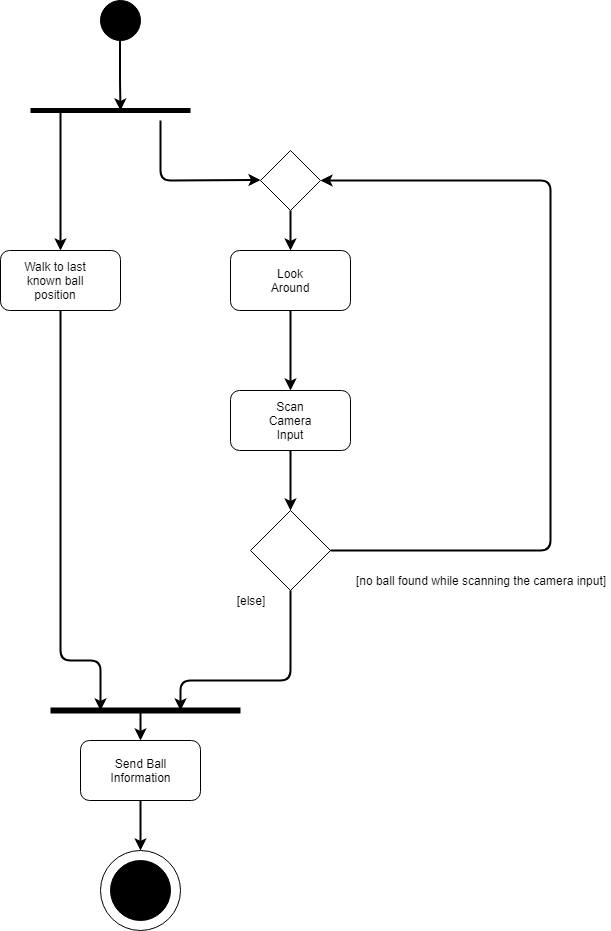 Walk to last
known ball
position
Look
Around
Scan
Camera
Input
[no ball found while scanning the camera input]
[else]
Send Ball
Information